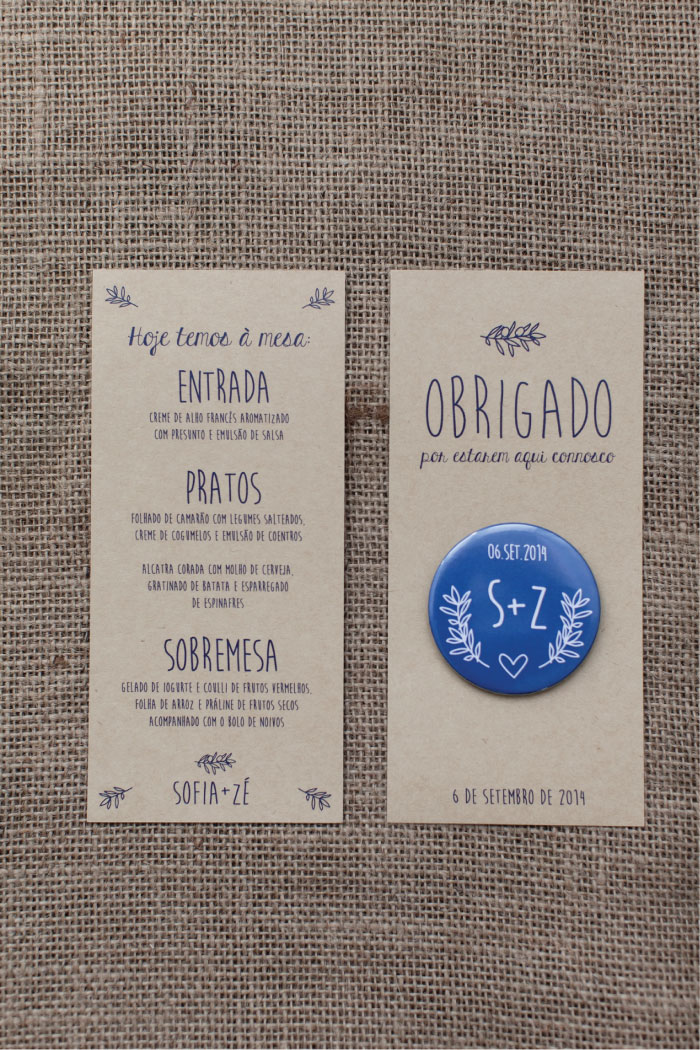 Hoje temos à mesa:
ENTRADA
CREME DE ALHO FRANCÊS AROMATIZADO
COM PRESUNTO E EMULSÃO DE SALSA
PRATOS
FOLHADO DE CAMARÃO COM LEGUMES SALTEADOS,
CREME DE COGUMELOS E EMULSÃO DE COENTROS
ALCATRA CORADA COM MOLHO DE CERVEJA,
GRATINADO DE BATATA E ESPARREGADO
DE ESPINAFRES
SOBREMESA
GELADO DE IOGURTE E COULLI DE FRUTOS VERMELHOS,
FOLHA DE ARROZ E PRÁLINE DE FRUTOS SECOS
ACOMPANHADO COM O BOLO DE NOIVOS
SOFIA+ZÉ
OBRIGADO
por estarem aqui connosco
06.SET.2014
S+Z
6 DE SETEMBRO DE 2014